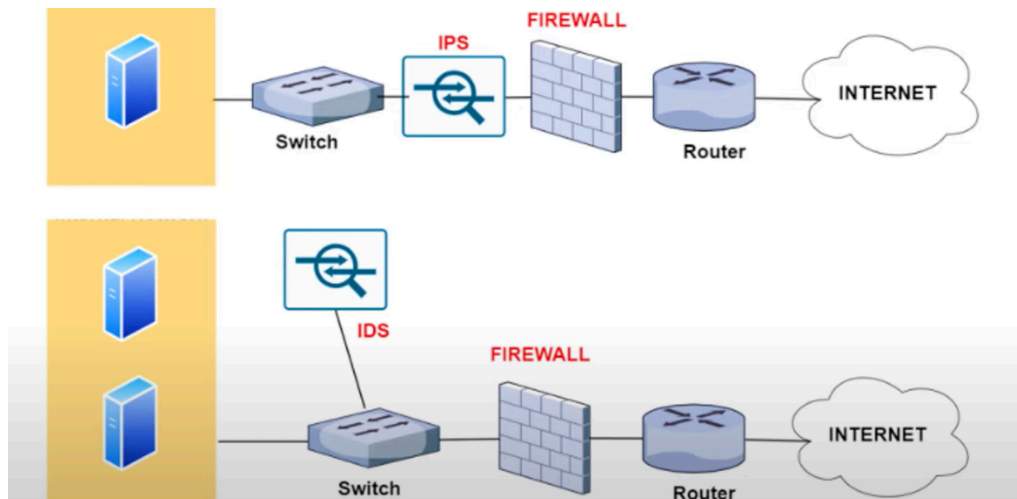 FIREWALL
IPS
INTERNET
Switch
Router
IDS
FIREWALL
INTERNET
Switch
Router